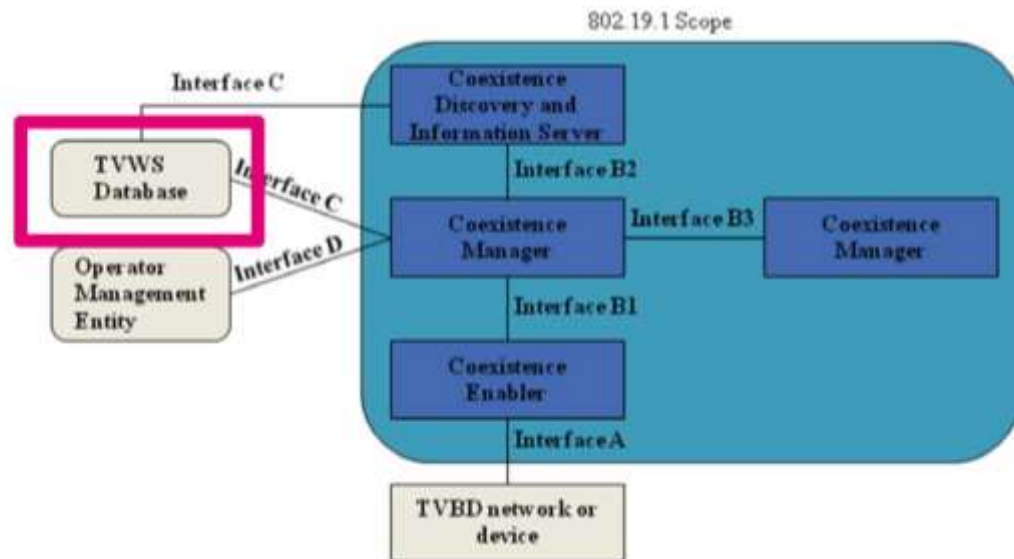 802.19.1 Scope
Interface C
Coexistence
Discovery and
Information Server
TVWS
Database
Interface C
Interface B2
Coexistence
Manager
Interface B3
Coexistence
Manager
Interface D
Operator
Management
Entity
Interface B1
Coexistence
Enabler
Interface A
TVBD network or
device